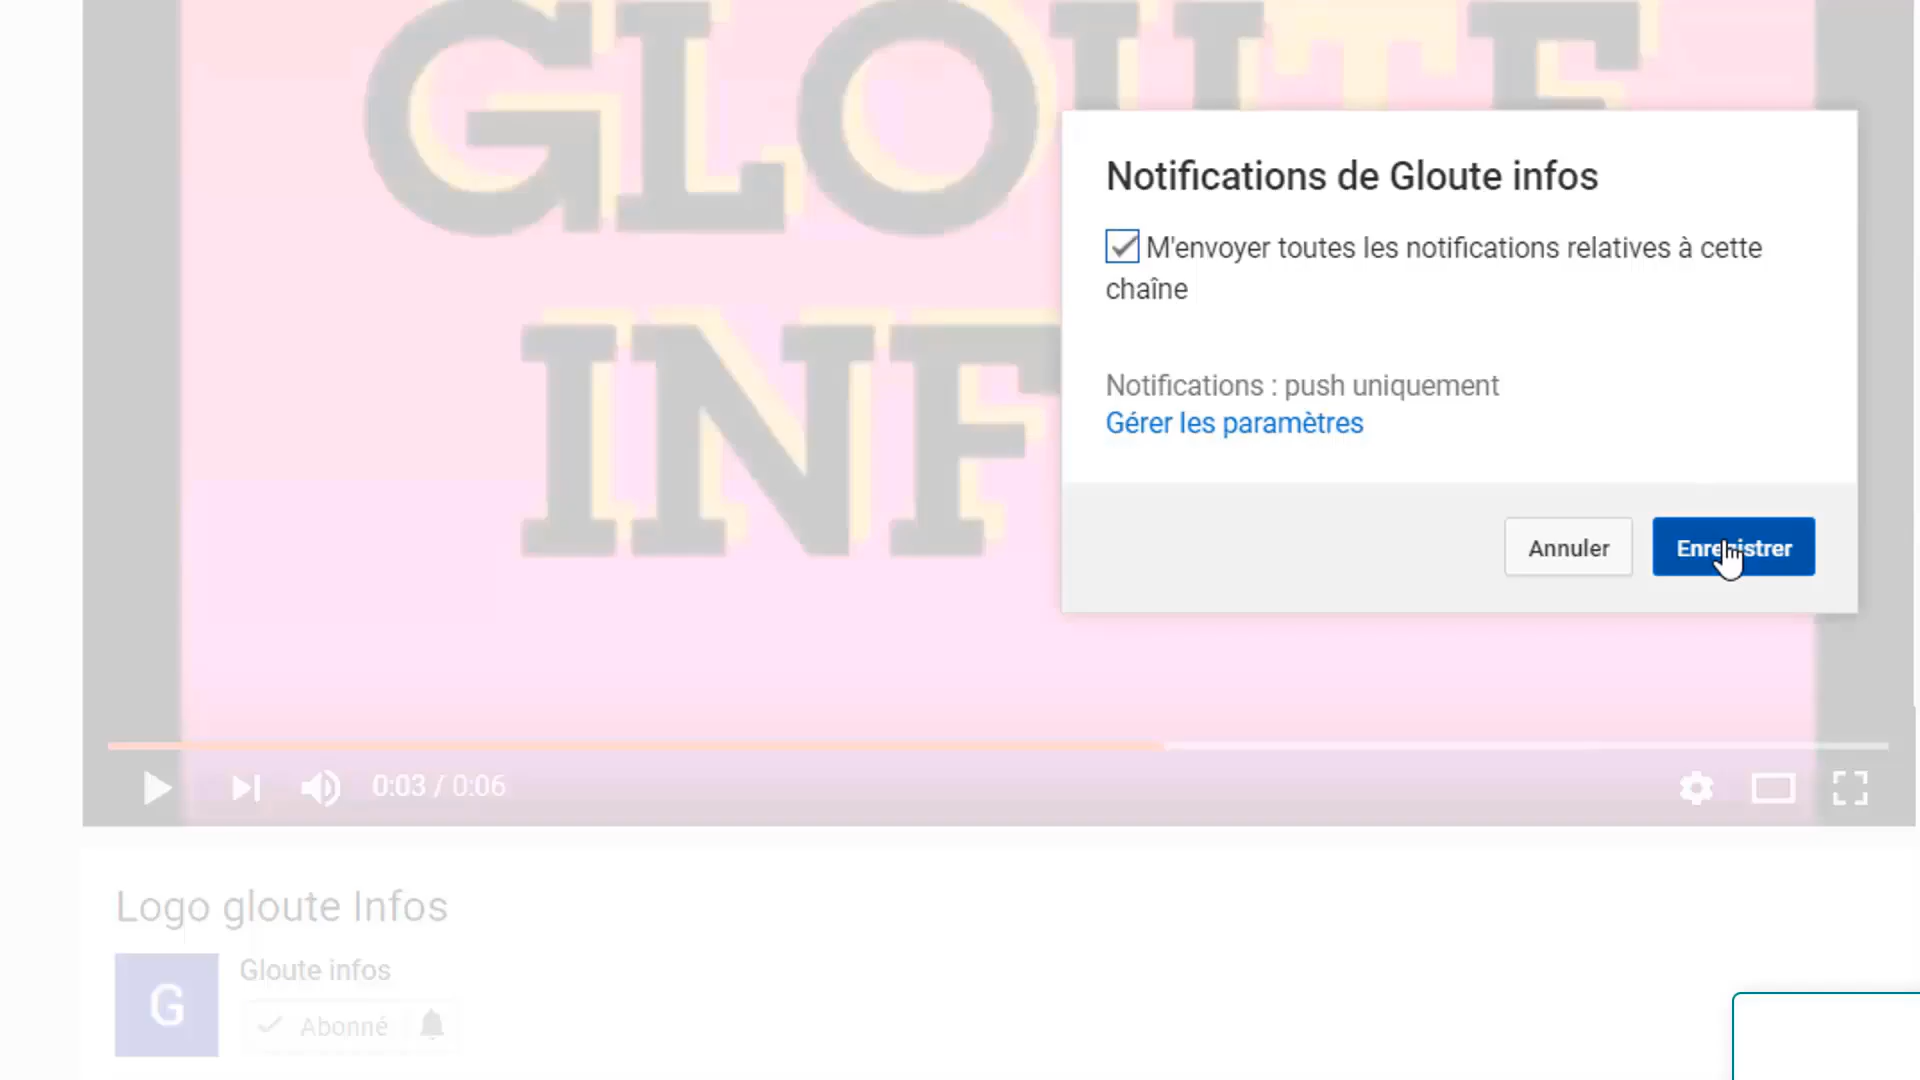 GLOUTE
INF
Notifications de Gloute infos
M'envoyer toutes les notifications relatives à cette
chaîne
Notifications : push uniquement
Gérer les paramètres
Annuler
Enregistrer
0:03 / 0:06
Logo gloute Infos
G
Gloute infos
Abonné